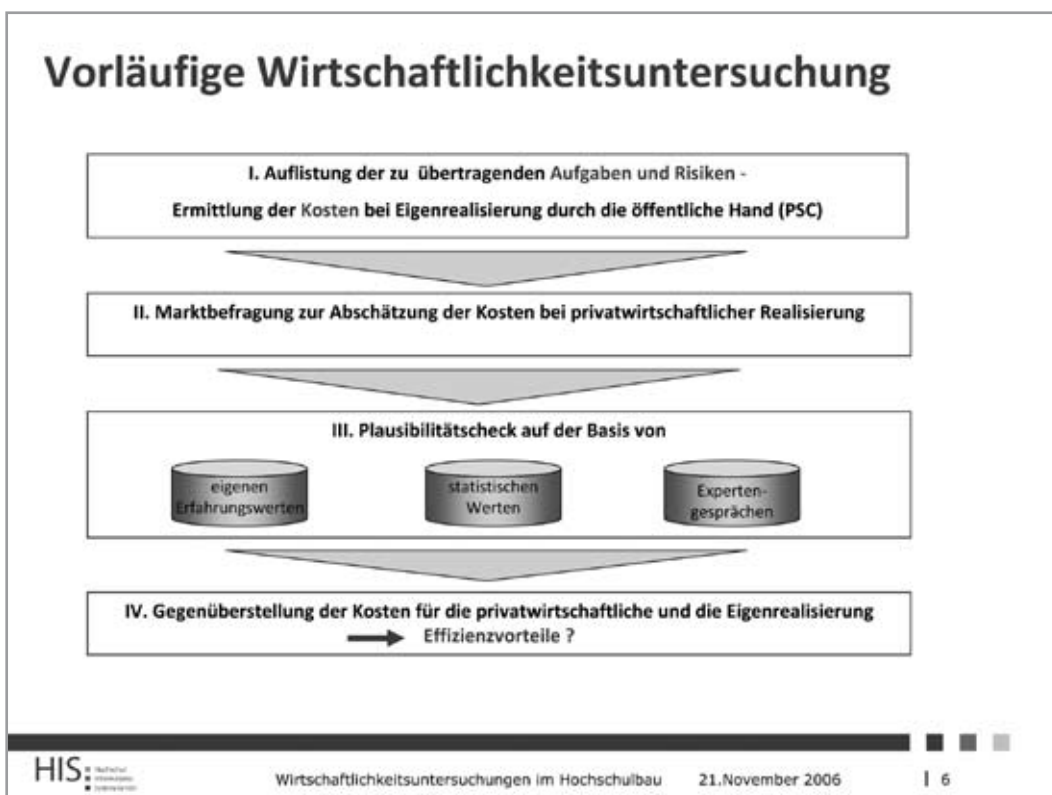 Vorläufige Wirtschaftlichkeitsuntersuchung
I. Auflistung der zu übertragenden Aufgaben und Risiken -
Ermittlung der Kosten bei Eigenrealisierung durch die öffentliche Hand (PSC)
II. Marktbefragung zur Abschätzung der Kosten bei privatwirtschaftlicher Realisierung
III. Plausibilitätscheck auf der Basis von
eigenen
Erfahrungswerten
statistischen
Werten
Experten-
gesprächen
IV. Gegenüberstellung der Kosten für die privatwirtschaftliche und die Eigenrealisierung
Effizienzvorteile ?
HIS
Wirtschaftlichkeitsuntersuchungen im Hochschulbau 21.November 2006 | 6